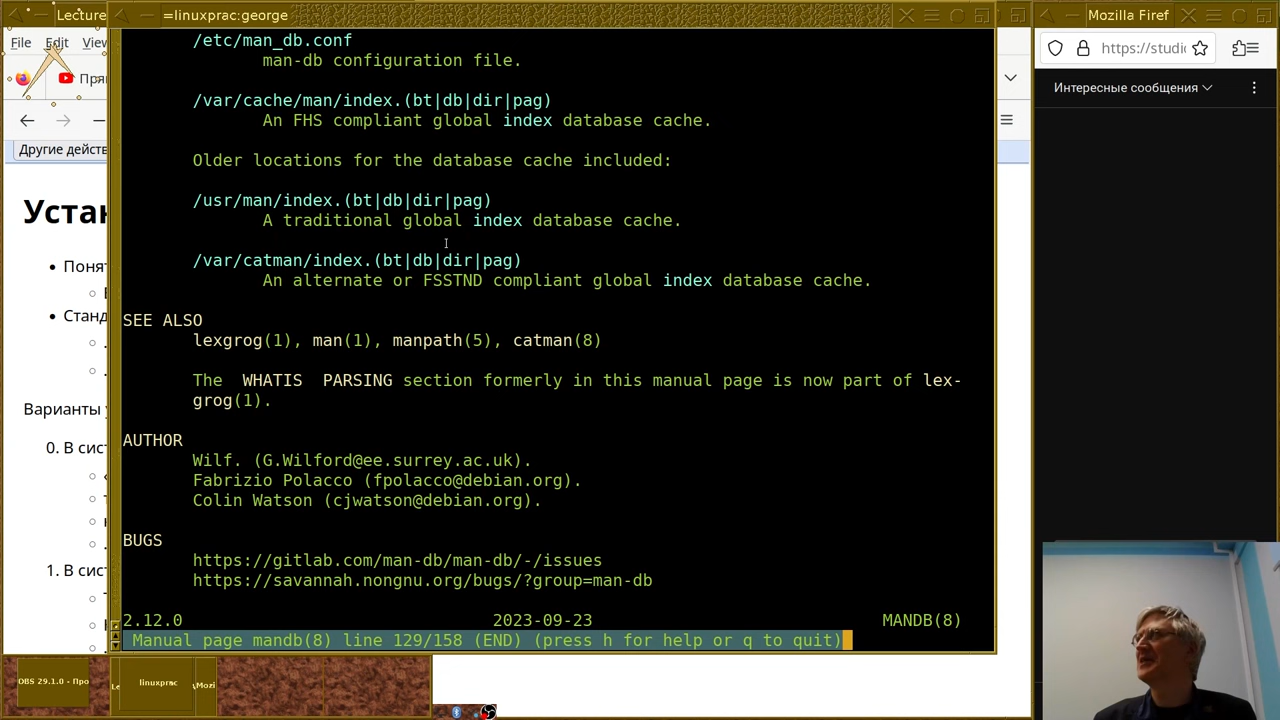 Lecture
=linuxprac:george
Mozilla Firef
File Edit View
https://studi
Интересные сообщения
Другие действ
Устан
Понят
Станд
Варианты у
0. В сист
1. В сист
/etc/man_db.conf
man-db configuration file.
/var/cache/man/index.(bt|db|dir|pag)
An FHS compliant global index database cache.
Older locations for the database cache included:
/usr/man/index.(bt|db|dir|pag)
A traditional global index database cache.
/var/catman/index.(bt|db|dir|pag)
An alternate or FSSTND compliant global index database cache.
SEE ALSO
lexgrog(1), man(1), manpath(5), catman(8)
The WHATIS PARSING section formerly in this manual page is now part of lex-
grog(1).
AUTHOR
Wilf. (G.Wilford@ee.surrey.ac.uk).
Fabrizio Polacco (fpolacco@debian.org).
Colin Watson (cjwatson@debian.org).
BUGS
https://gitlab.com/man-db/man-db/-/issues
https://savannah.nongnu.org/bugs/?group=man-db
2.12.0 2023-09-23 MANDB(8)
Manual page mandb(8) line 129/158 (END) (press h for help or q to quit)
OBS 29.1.0 - Про
linuxprac
Mozi